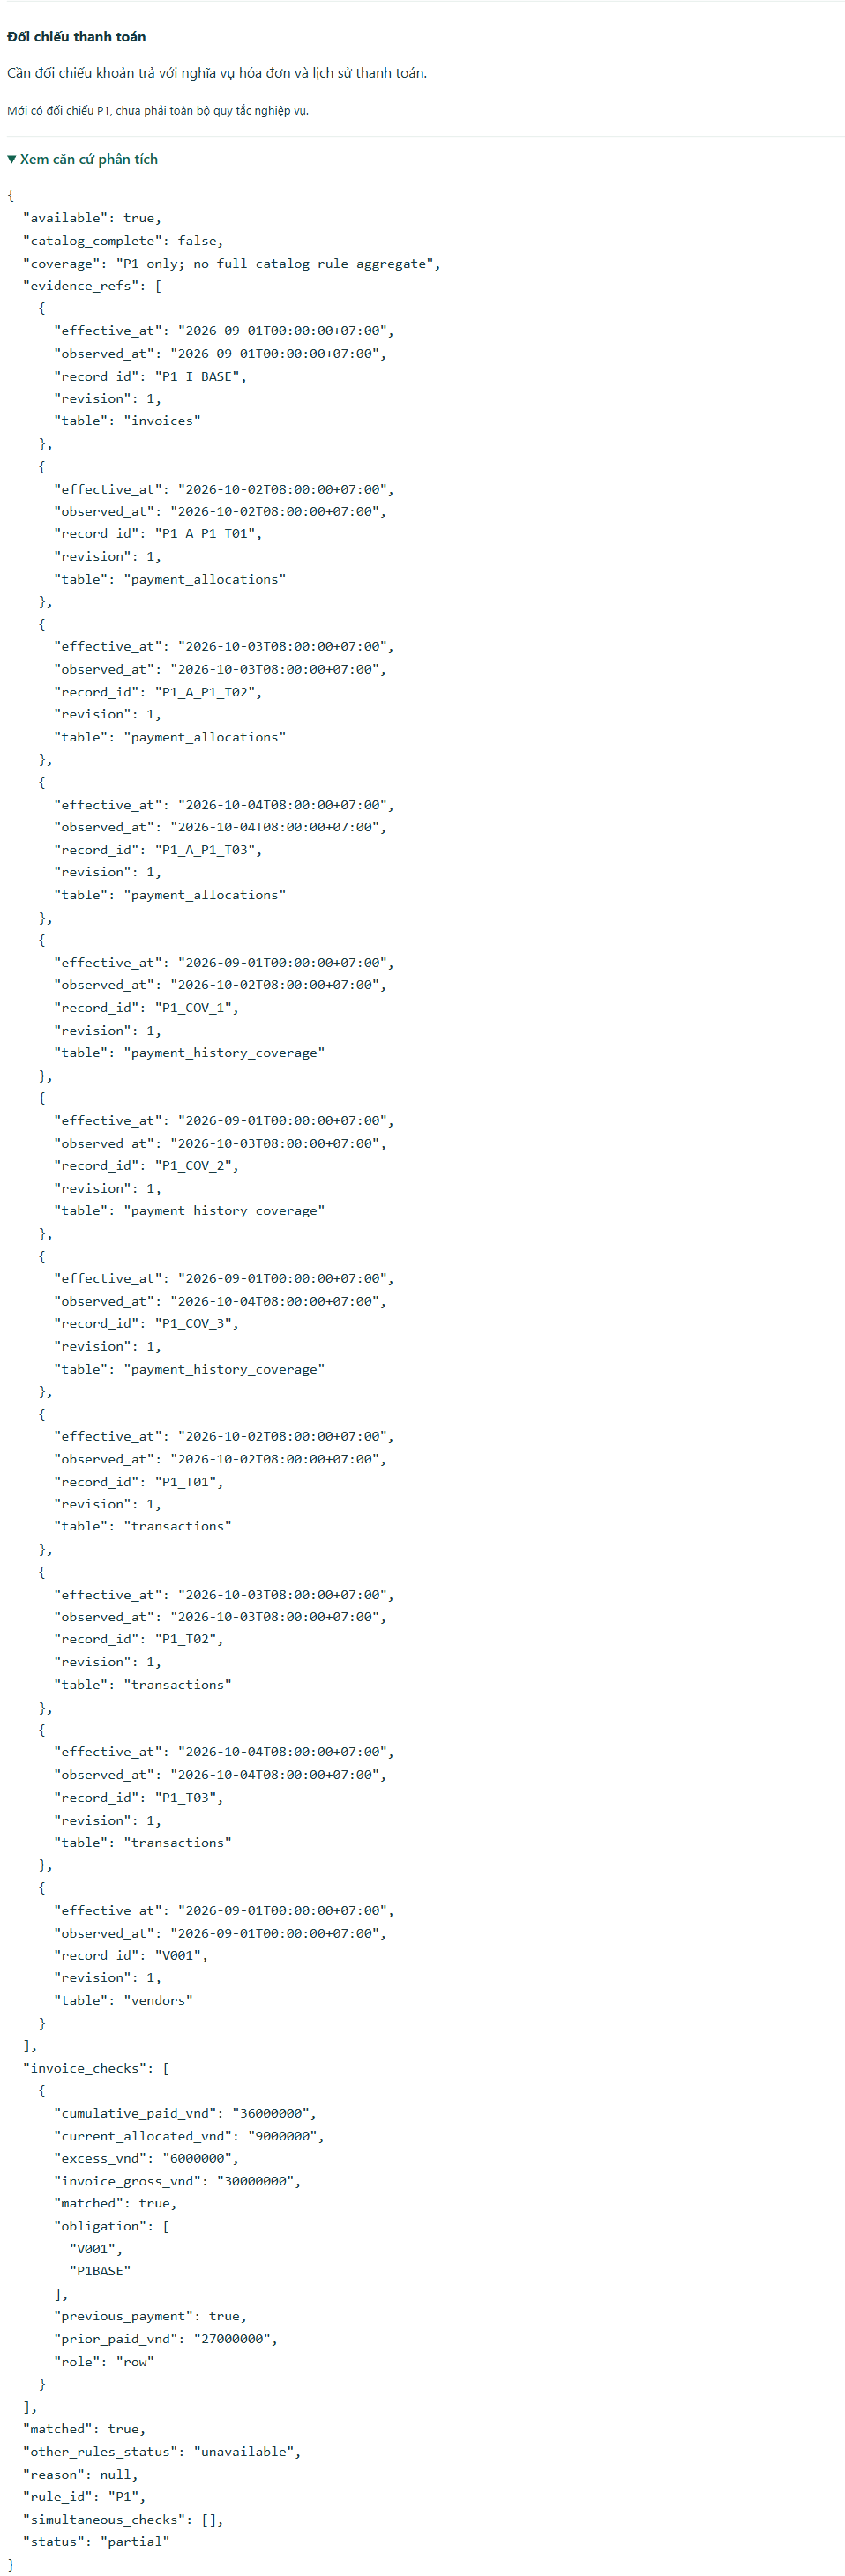 Đối chiếu thanh toán
Cần đối chiếu khoản trả với nghĩa vụ hóa đơn và lịch sử thanh toán.
Mới có đối chiếu P1, chưa phải toàn bộ quy tắc nghiệp vụ.
▼ Xem căn cứ phân tích
{
  "available": true,
  "catalog_complete": false,
  "coverage": "P1 only; no full-catalog rule aggregate",
  "evidence_refs": [
    {
      "effective_at": "2026-09-01T00:00:00+07:00",
      "observed_at": "2026-09-01T00:00:00+07:00",
      "record_id": "P1_I_BASE",
      "revision": 1,
      "table": "invoices"
    },
    {
      "effective_at": "2026-10-02T08:00:00+07:00",
      "observed_at": "2026-10-02T08:00:00+07:00",
      "record_id": "P1_A_P1_T01",
      "revision": 1,
      "table": "payment_allocations"
    },
    {
      "effective_at": "2026-10-03T08:00:00+07:00",
      "observed_at": "2026-10-03T08:00:00+07:00",
      "record_id": "P1_A_P1_T02",
      "revision": 1,
      "table": "payment_allocations"
    },
    {
      "effective_at": "2026-10-04T08:00:00+07:00",
      "observed_at": "2026-10-04T08:00:00+07:00",
      "record_id": "P1_A_P1_T03",
      "revision": 1,
      "table": "payment_allocations"
    },
    {
      "effective_at": "2026-09-01T00:00:00+07:00",
      "observed_at": "2026-10-02T08:00:00+07:00",
      "record_id": "P1_COV_1",
      "revision": 1,
      "table": "payment_history_coverage"
    },
    {
      "effective_at": "2026-09-01T00:00:00+07:00",
      "observed_at": "2026-10-03T08:00:00+07:00",
      "record_id": "P1_COV_2",
      "revision": 1,
      "table": "payment_history_coverage"
    },
    {
      "effective_at": "2026-09-01T00:00:00+07:00",
      "observed_at": "2026-10-04T08:00:00+07:00",
      "record_id": "P1_COV_3",
      "revision": 1,
      "table": "payment_history_coverage"
    },
    {
      "effective_at": "2026-10-02T08:00:00+07:00",
      "observed_at": "2026-10-02T08:00:00+07:00",
      "record_id": "P1_T01",
      "revision": 1,
      "table": "transactions"
    },
    {
      "effective_at": "2026-10-03T08:00:00+07:00",
      "observed_at": "2026-10-03T08:00:00+07:00",
      "record_id": "P1_T02",
      "revision": 1,
      "table": "transactions"
    },
    {
      "effective_at": "2026-10-04T08:00:00+07:00",
      "observed_at": "2026-10-04T08:00:00+07:00",
      "record_id": "P1_T03",
      "revision": 1,
      "table": "transactions"
    },
    {
      "effective_at": "2026-09-01T00:00:00+07:00",
      "observed_at": "2026-09-01T00:00:00+07:00",
      "record_id": "V001",
      "revision": 1,
      "table": "vendors"
    }
  ],
  "invoice_checks": [
    {
      "cumulative_paid_vnd": "36000000",
      "current_allocated_vnd": "9000000",
      "excess_vnd": "6000000",
      "invoice_gross_vnd": "30000000",
      "matched": true,
      "obligation": [
        "V001",
        "P1BASE"
      ],
      "previous_payment": true,
      "prior_paid_vnd": "27000000",
      "role": "row"
    }
  ],
  "matched": true,
  "other_rules_status": "unavailable",
  "reason": null,
  "rule_id": "P1",
  "simultaneous_checks": [],
  "status": "partial"
}